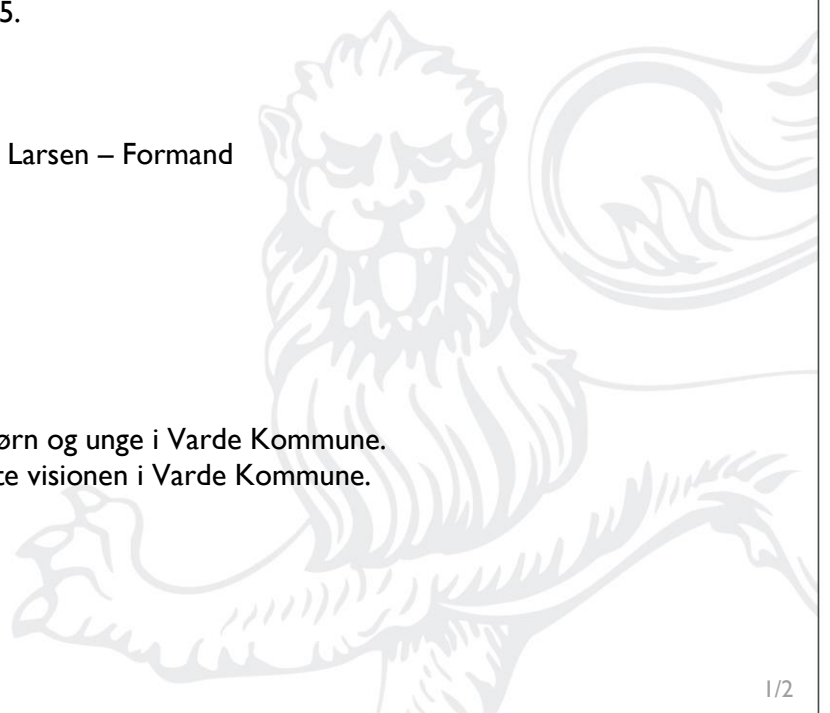 5.
Larsen – Formand
ørn og unge i Varde Kommune.
te visionen i Varde Kommune.
1/2